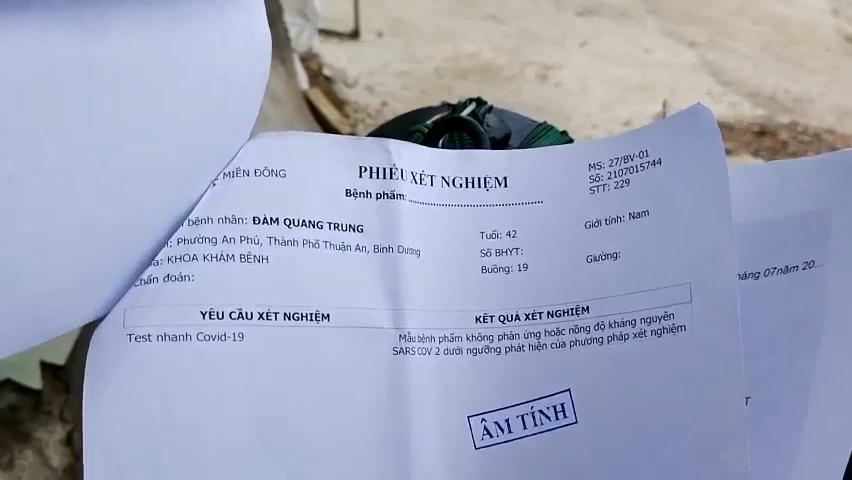 MIỀN ĐÔNG
PHIẾU XÉT NGHIỆM
Bệnh phẩm:
MS: 27/BV-01
Số: 2107015744
STT: 229
bệnh nhân: ĐÀM QUANG TRUNG
Tuổi: 42
Giới tính: Nam
Phường An Phú, Thành Phố Thuận An, Bình Dương
Số BHYT:
KHOA KHÁM BỆNH
Buồng: 19
Giường:
Chẩn đoán:
YÊU CẦU XÉT NGHIỆM
KẾT QUẢ XÉT NGHIỆM
Test nhanh Covid-19
Mẫu bệnh phẩm không phản ứng hoặc nồng độ kháng nguyên
SARS COV 2 dưới ngưỡng phát hiện của phương pháp xét nghiệm
ÂM TÍNH
07năm 20...